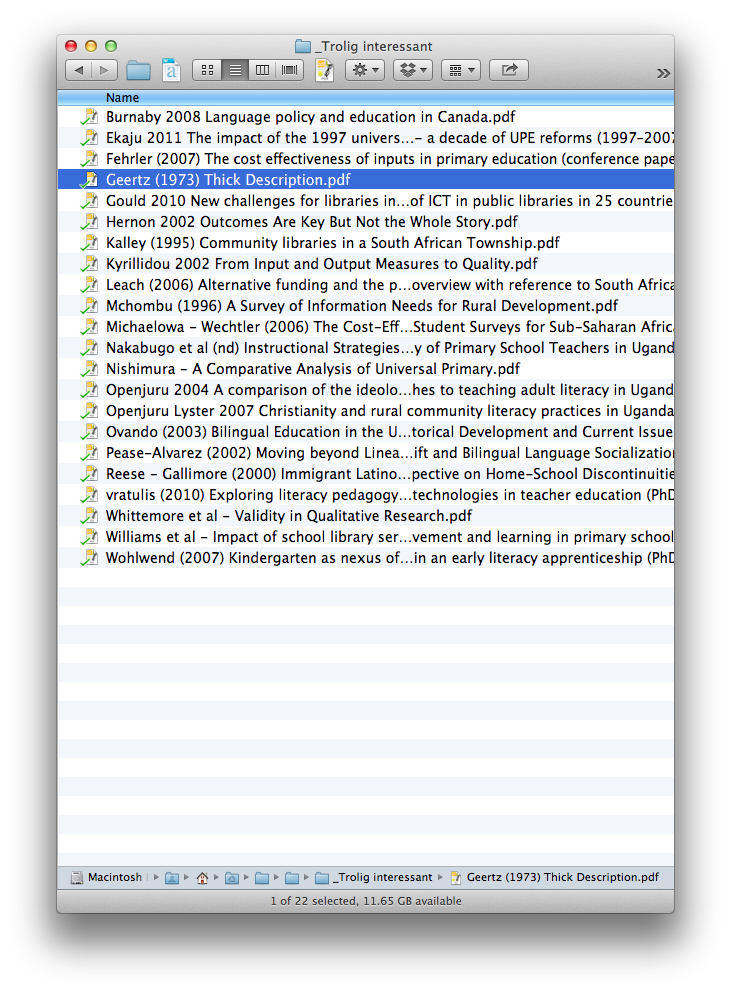 _Trolig interessant
Name
Burnaby 2008 Language policy and education in Canada.pdf
Ekaju 2011 The impact of the 1997 univers...– a decade of UPE reforms (1997–2007
Fehrler (2007) The cost effectiveness of inputs in primary education (conference pape
Geertz (1973) Thick Description.pdf
Gould 2010 New challenges for libraries in...of ICT in public libraries in 25 countrie
Hernon 2002 Outcomes Are Key But Not the Whole Story.pdf
Kalley (1995) Community libraries in a South African Township.pdf
Kyrillidou 2002 From Input and Output Measures to Quality.pdf
Leach (2006) Alternative funding and the p...overview with reference to South Africa
Mchombu (1996) A Survey of Information Needs for Rural Development.pdf
Michaelowa – Wechtler (2006) The Cost-Eff...Student Surveys for Sub-Saharan Afric
Nakabugo et al (nd) Instructional Strategies...y of Primary School Teachers in Ugand
Nishimura – A Comparative Analysis of Universal Primary.pdf
Openjuru 2004 A comparison of the ideolo...hes to teaching adult literacy in Uganda
Openjuru Lyster 2007 Christianity and rural community literacy practices in Uganda
Ovando (2003) Bilingual Education in the U...torical Development and Current Issue
Pease-Alvarez (2002) Moving beyond Linea...ift and Bilingual Language Socialization
Reese – Gallimore (2000) Immigrant Latino...pective on Home-School Discontinuitie
vratulis (2010) Exploring literacy pedagogy...technologies in teacher education (PhD
Whittemore et al – Validity in Qualitative Research.pdf
Williams et al – Impact of school library ser...vement and learning in primary school
Wohlwend (2007) Kindergarten as nexus of...in an early literacy apprenticeship (PhD
Macintosh _Trolig interessant Geertz (1973) Thick Description.pdf
1 of 22 selected, 11.65 GB available